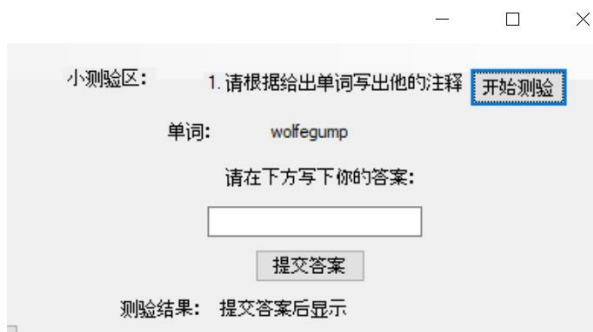 小测验区： 1. 请根据给出单词写出他的注释 开始测验
单词： wolfegump
请在下方写下你的答案：
提交答案
测验结果： 提交答案后显示